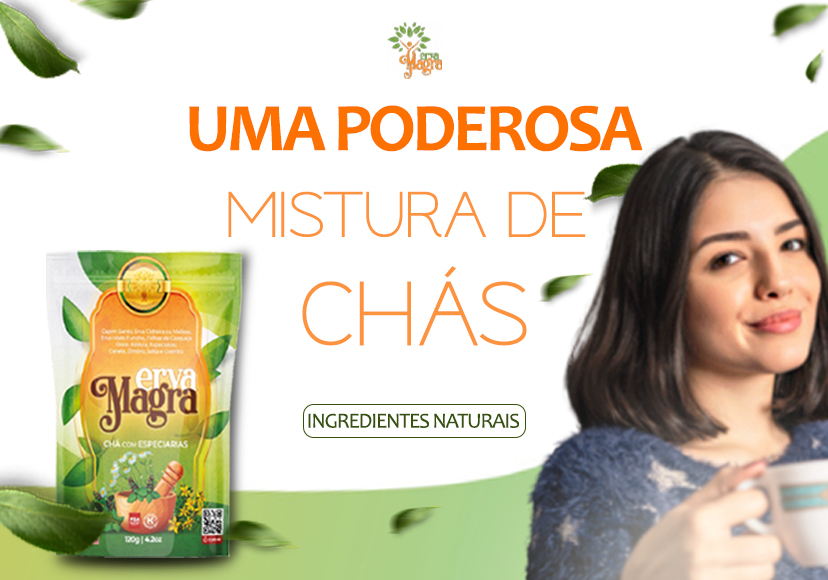 erva
Magra
UMA PODEROSA
MISTURA DE
CHÁS
INGREDIENTES NATURAIS
erva
Magra
CHÁ COM ESPECIARIAS
120g | 4.2oz